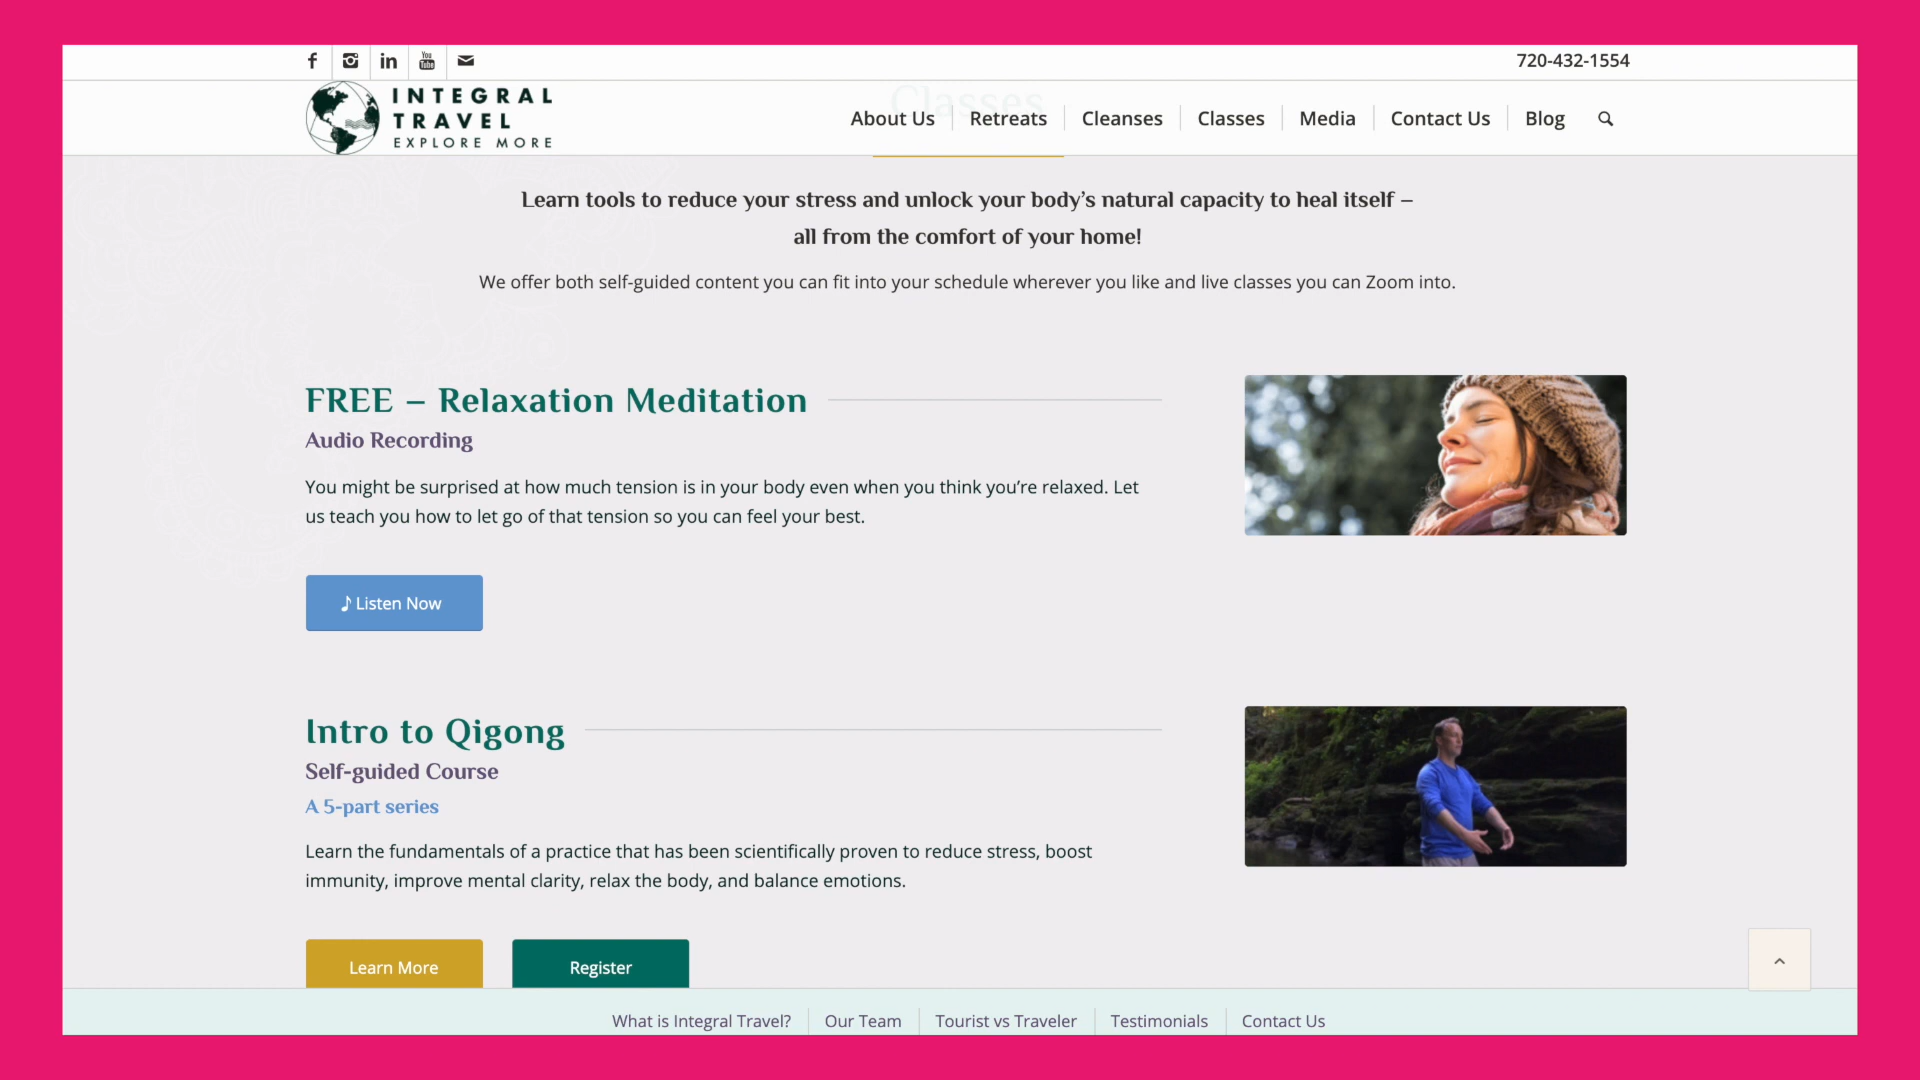 You Tube
720-432-1554
INTEGRAL
TRAVEL
EXPLORE MORE
Classes
About Us
Retreats
Cleanses
Classes
Media
Contact Us
Blog
Learn tools to reduce your stress and unlock your body’s natural capacity to heal itself –
all from the comfort of your home!
We offer both self-guided content you can fit into your schedule wherever you like and live classes you can Zoom into.
FREE – Relaxation Meditation
Audio Recording
You might be surprised at how much tension is in your body even when you think you’re relaxed. Let
us teach you how to let go of that tension so you can feel your best.
♪ Listen Now
Intro to Qigong
Self-guided Course
A 5-part series
Learn the fundamentals of a practice that has been scientifically proven to reduce stress, boost
immunity, improve mental clarity, relax the body, and balance emotions.
Learn More
Register
What is Integral Travel?
Our Team
Tourist vs Traveler
Testimonials
Contact Us